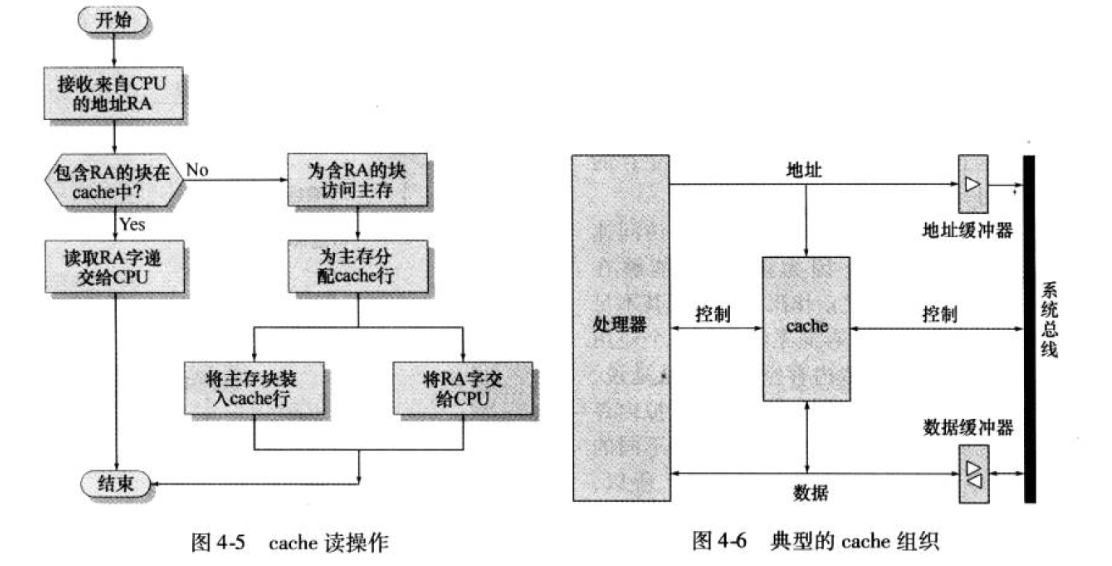 开始
接收来自CPU
的地址RA
包含RA的块在
cache中?
No
Yes
为含RA的块
访问主存
读取RA字递
交给CPU
为主存分
配cache行
将主存块装
入cache行
将RA字交
给CPU
结束
图 4-5 cache 读操作
地址
地址缓冲器
处理器
控制
cache
控制
系统总线
数据缓冲器
数据
图 4-6 典型的 cache 组织